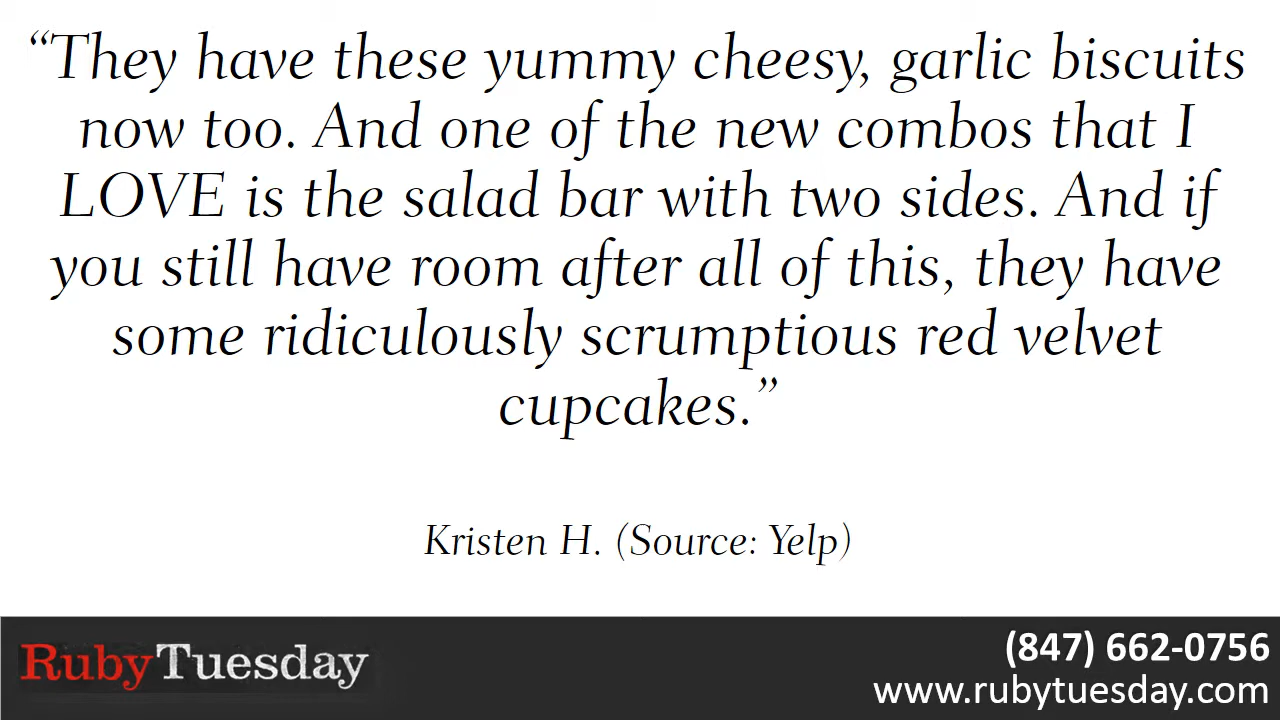 “They have these yummy cheesy, garlic biscuits
now too. And one of the new combos that I
LOVE is the salad bar with two sides. And if
you still have room after all of this, they have
some ridiculously scrumptious red velvet
cupcakes.”
Kristen H. (Source: Yelp)
Ruby Tuesday
(847) 662-0756
www.rubytuesday.com